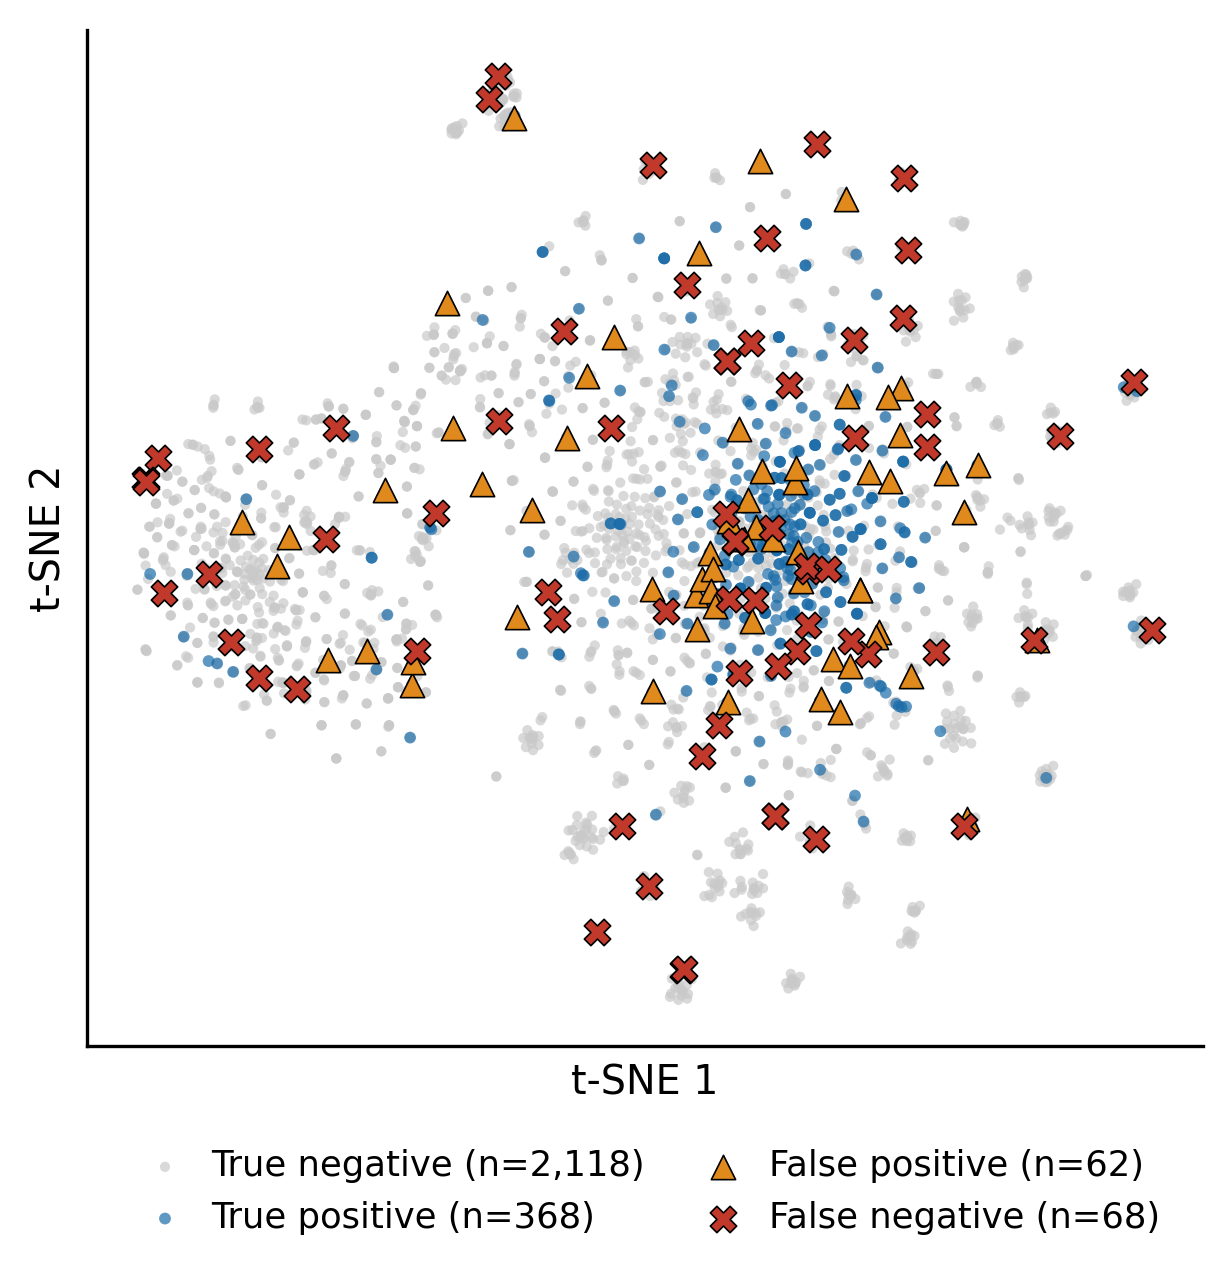 t-SNE 2
t-SNE 1
True negative (n=2,118)
False positive (n=62)
True positive (n=368)
False negative (n=68)